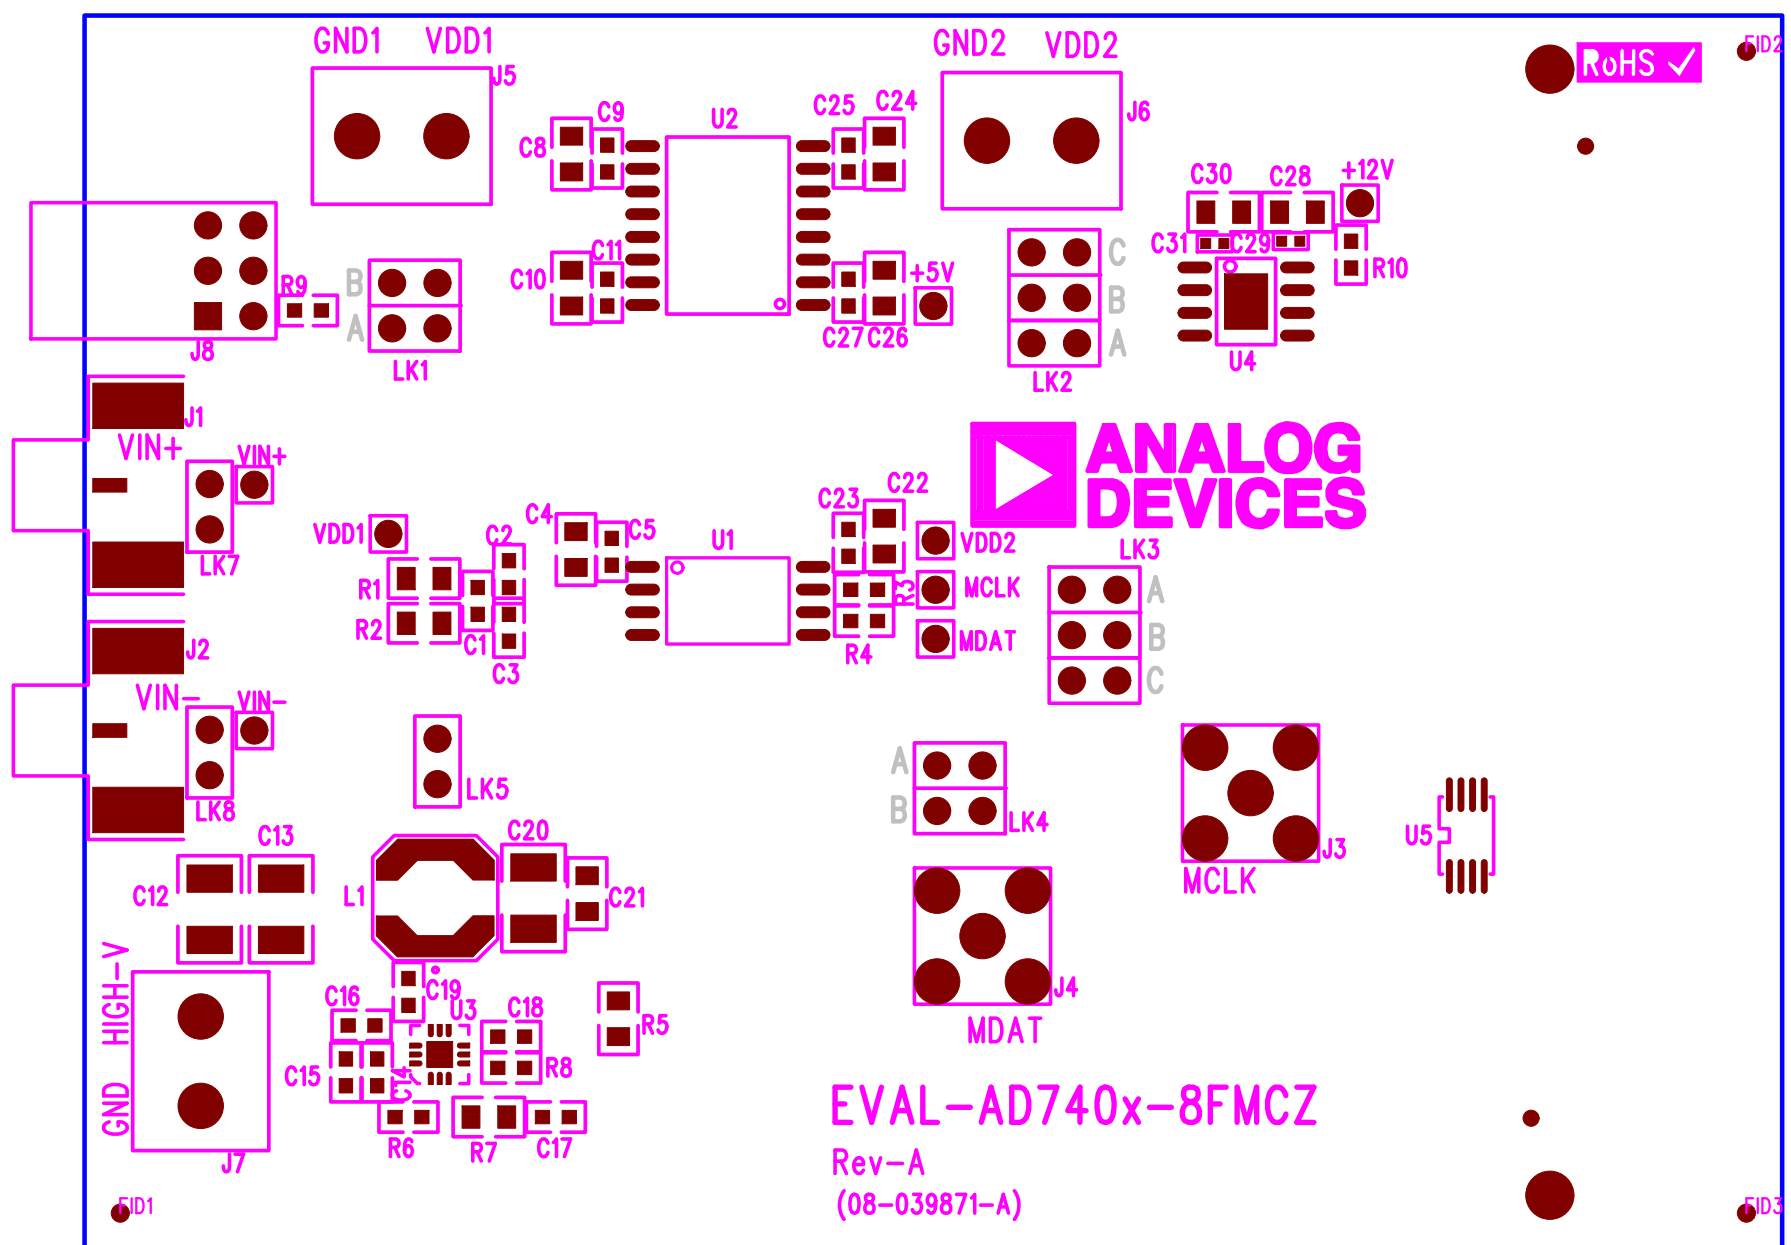 GND1 VDD1
GND2 VDD2
FID2
RoHS
J5
J6
C9
U2
C25
C24
C8
+12V
C30
C28
C31
C29
R10
C11
C10
+5V
C
B
A
R9
B
A
C27
C26
U4
J8
LK1
LK2
J1
VIN+
VIN+
ANALOG
DEVICES
LK7
VDD1
C2
C4
C5
U1
C23
C22
VDD2
LK3
R1
R3
MCLK
A
R2
C1
C3
R4
MDAT
B
C
J2
VIN-
VIN-
LK5
LK8
A
B
LK4
J3
MCLK
U5
C13
C20
C12
L1
C21
HIGH-V
GND
C16
C19
U3
C18
R5
J4
MDAT
C15
C14
R8
R6
R7
C17
J7
EVAL-AD740x-8FMCZ
Rev-A
(08-039871-A)
FID1
FID3